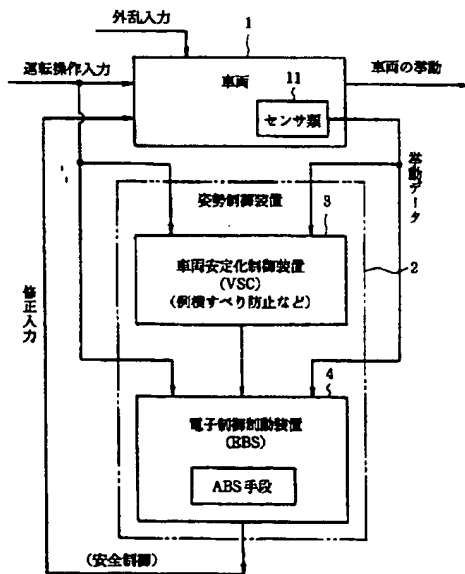 外乱入力
1
運転操作入力
車両
車両の挙動
11
センサ類
挙動データ
姿勢制御装置
3
車両安定化制御装置
(VSC)
(例横すべり防止など)
2
修正入力
4
電子制御制動装置
(EBS)
ABS手段
(安全制御)